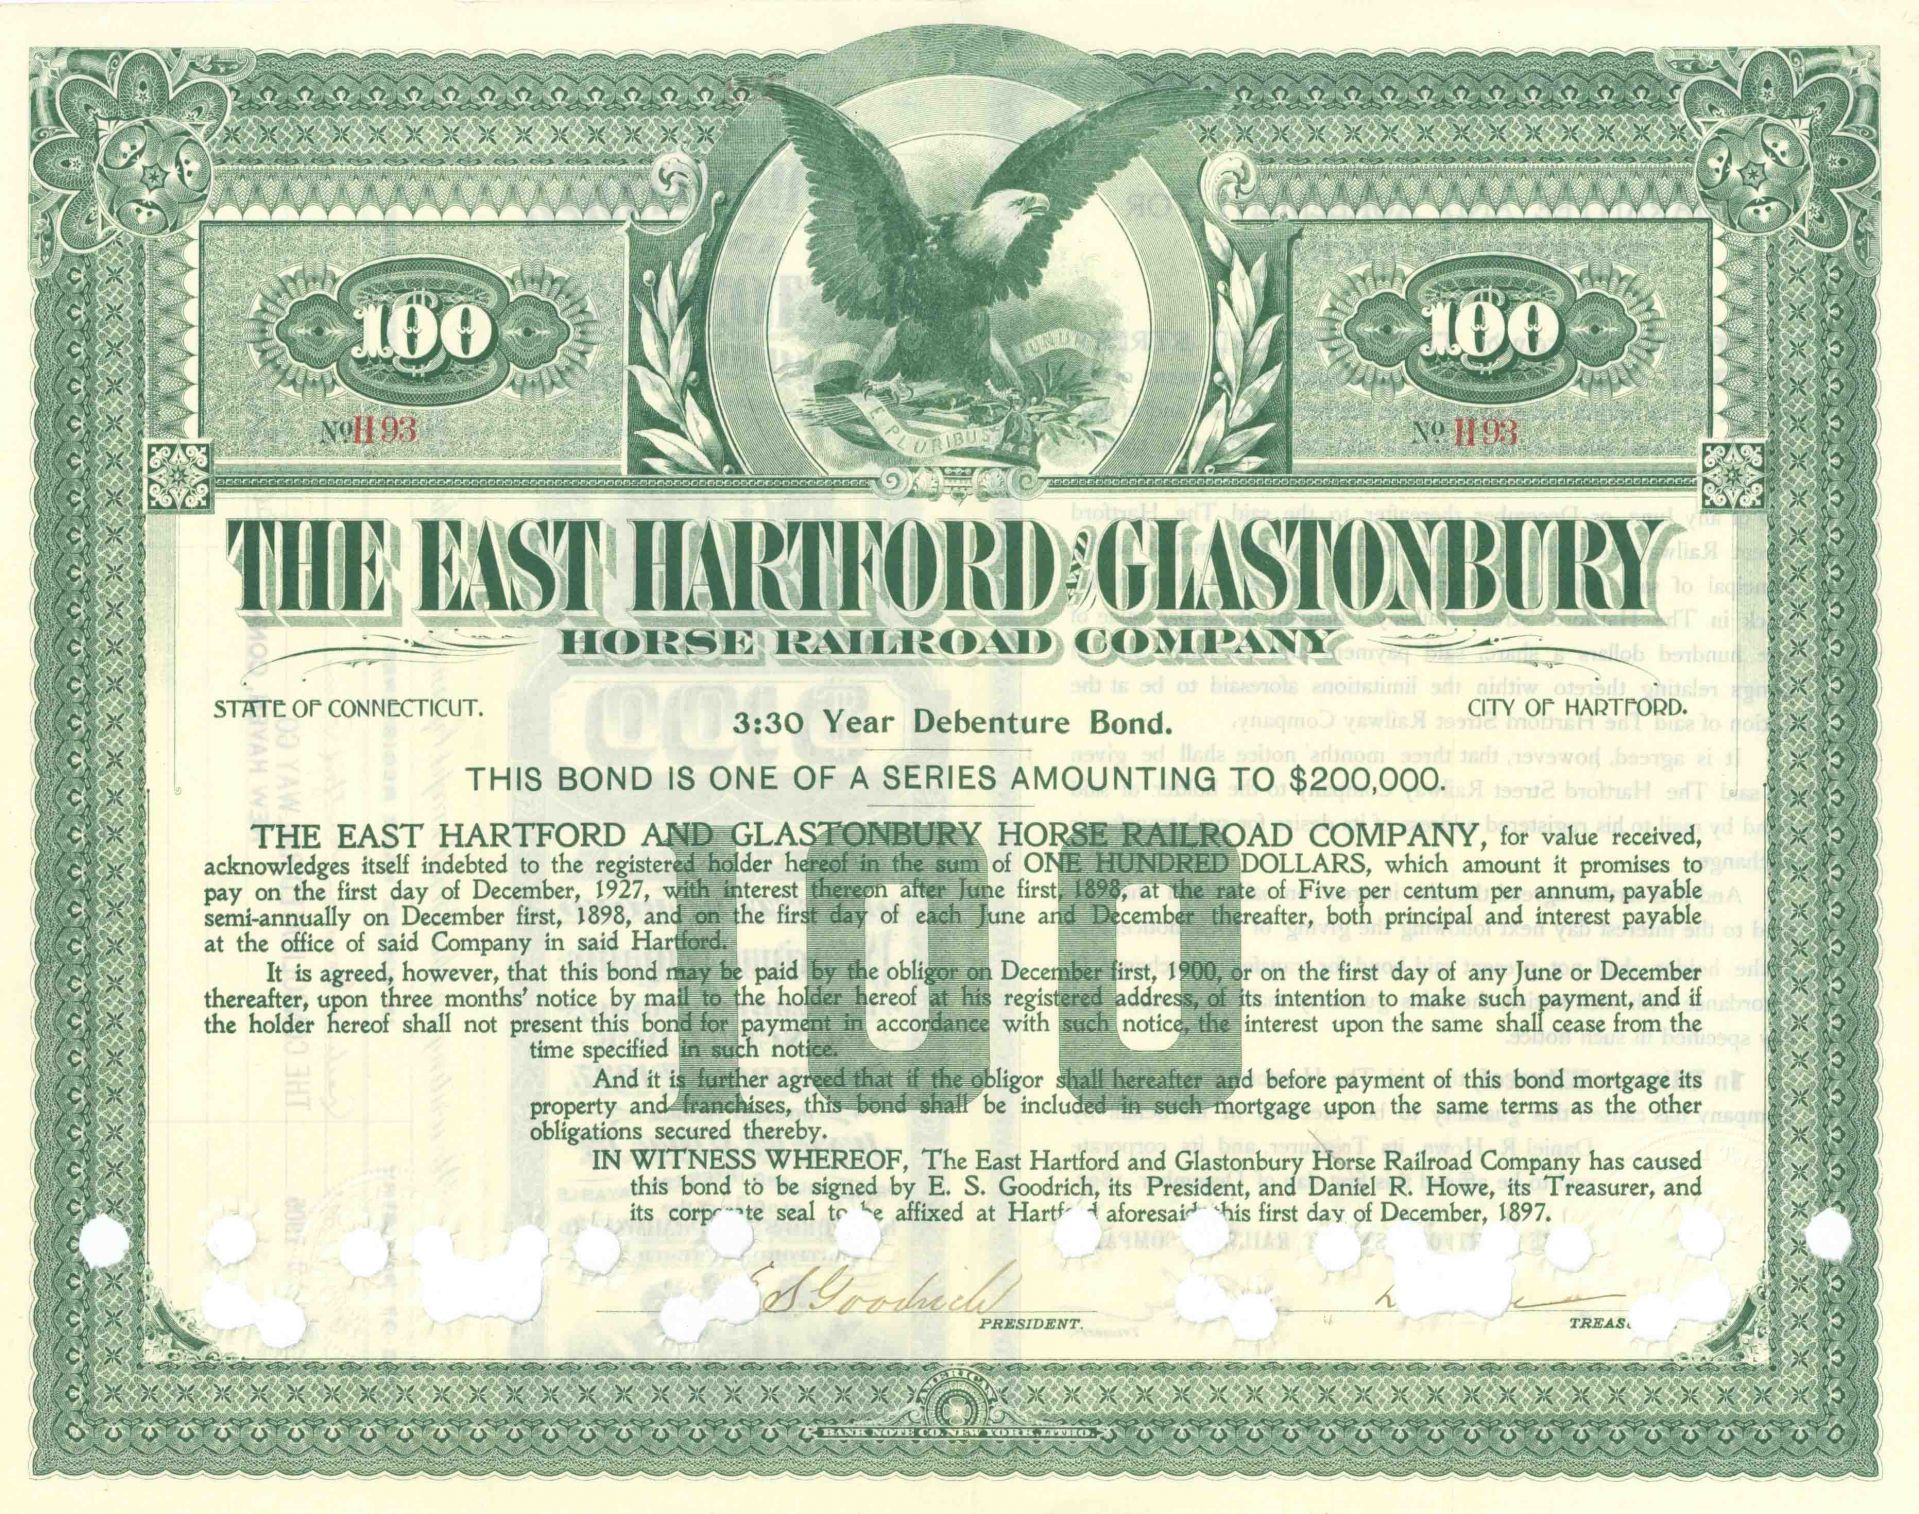 100 100
E PLURIBUS UNUM
No H 93 No H 93
THE EAST HARTFORD AND GLASTONBURY
HORSE RAILROAD COMPANY
STATE OF CONNECTICUT. CITY OF HARTFORD.
3:30 Year Debenture Bond.
THIS BOND IS ONE OF A SERIES AMOUNTING TO $200,000.
100
THE EAST HARTFORD AND GLASTONBURY HORSE RAILROAD COMPANY, for value received,
acknowledges itself indebted to the registered holder hereof in the sum of ONE HUNDRED DOLLARS, which amount it promises to
pay on the first day of December, 1927, with interest thereon after June first, 1898, at the rate of Five per centum per annum, payable
semi-annually on December first, 1898, and on the first day of each June and December thereafter, both principal and interest payable
at the office of said Company in said Hartford.
It is agreed, however, that this bond may be paid by the obligor on December first, 1900, or on the first day of any June or December
thereafter, upon three months' notice by mail to the holder hereof at his registered address, of its intention to make such payment, and if
the holder hereof shall not present this bond for payment in accordance with such notice, the interest upon the same shall cease from the
time specified in such notice.
And it is further agreed that if the obligor shall hereafter and before payment of this bond mortgage its
property and franchises, this bond shall be included in such mortgage upon the same terms as the other
obligations secured thereby.
IN WITNESS WHEREOF, The East Hartford and Glastonbury Horse Railroad Company has caused
this bond to be signed by E. S. Goodrich, its President, and Daniel R. Howe, its Treasurer, and
its corporate seal to be affixed at Hartford aforesaid this first day of December, 1897.
E S Goodrich
PRESIDENT. TREAS
AMERICAN
BANK NOTE CO. NEW YORK, LITHO.